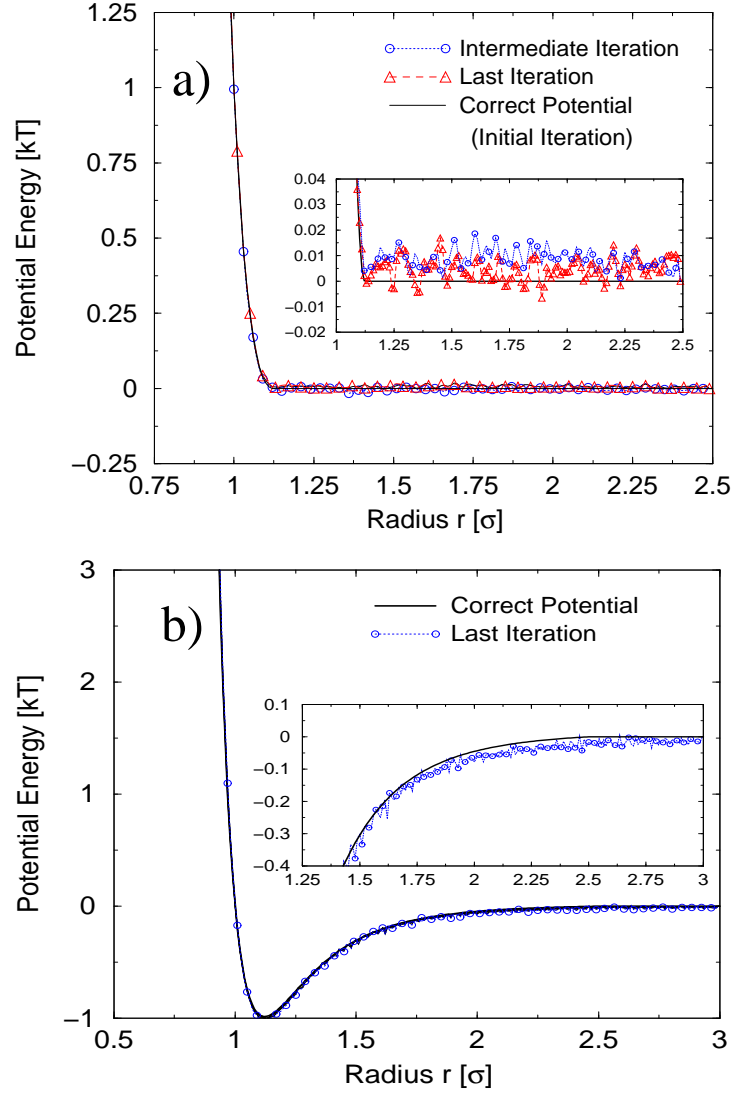 1.25
1
0.75
0.5
0.25
0
−0.25
Potential Energy [kT]
a)
Intermediate Iteration
Last Iteration
Correct Potential
(Initial Iteration)
0.04
0.03
0.02
0.01
0
−0.01
−0.02
1 1.25 1.5 1.75 2 2.25 2.5
0.75 1 1.25 1.5 1.75 2 2.25 2.5
Radius r [σ]
3
2
1
0
−1
Potential Energy [kT]
b)
Correct Potential
Last Iteration
0.1
0
−0.1
−0.2
−0.3
−0.4
1.25 1.5 1.75 2 2.25 2.5 2.75 3
0.5 1 1.5 2 2.5 3
Radius r [σ]